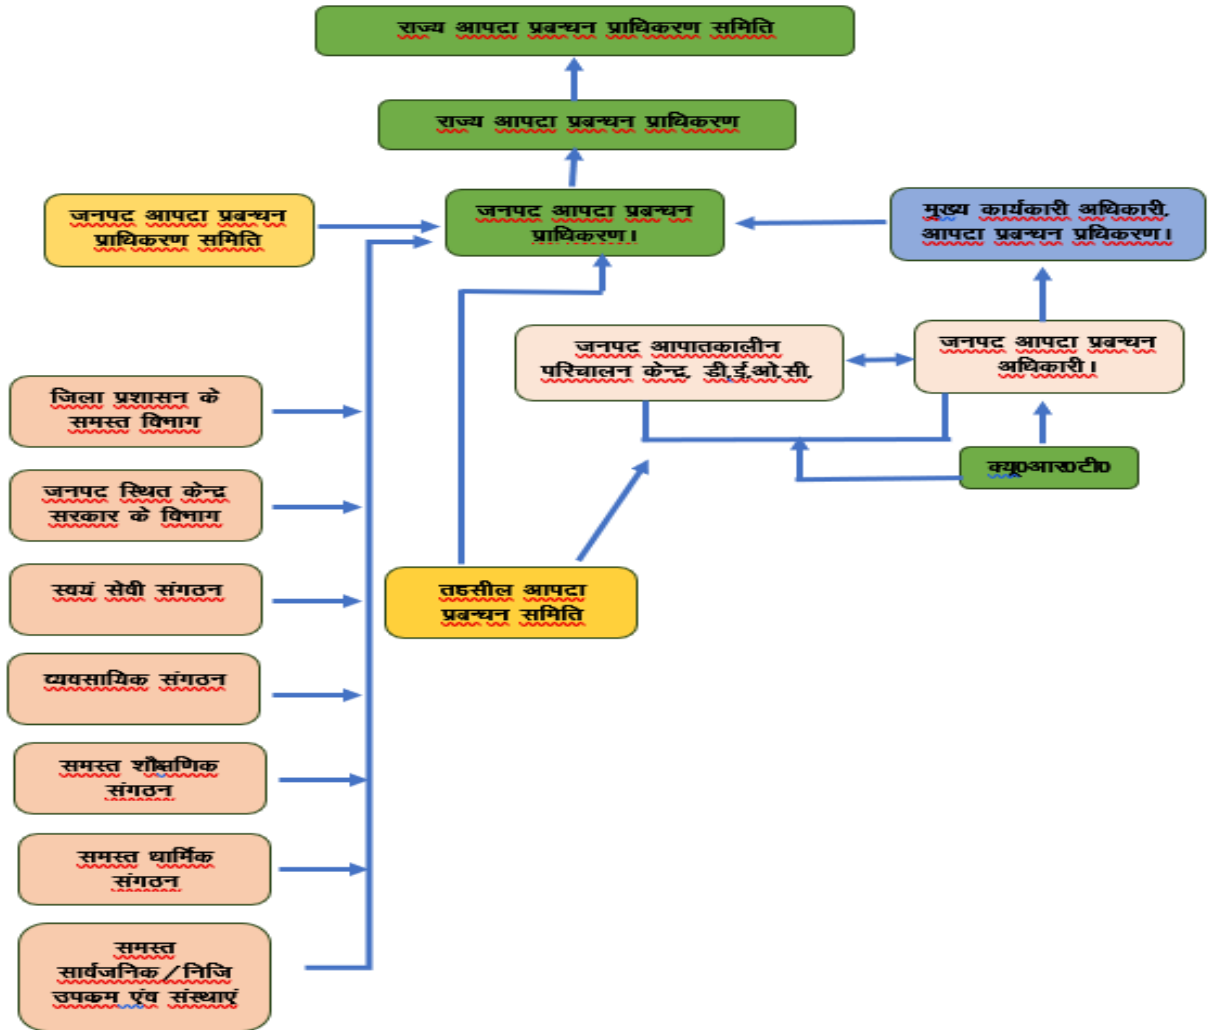 राज्य आपदा प्रबन्धन प्राधिकरण समिति
राज्य आपदा प्रबन्धन प्राधिकरण
जनपद आपदा प्रबन्धन
प्राधिकरण समिति
जनपद आपदा प्रबन्धन
प्राधिकरण।
मुख्य कार्यकारी अधिकारी,
आपदा प्रबन्धन प्रधिकरण।
जनपद आपातकालीन
परिचालन केन्द्र, डी.ई.ओ.सी.
जनपद आपदा प्रबन्धन
अधिकारी।
जिला प्रशासन के
समस्त विभाग
क्यू0आर0टी0
जनपद स्थित केन्द्र
सरकार के विभाग
स्वयं सेवी संगठन
तहसील आपदा
प्रबन्धन समिति
व्यवसायिक संगठन
समस्त शौक्षणिक
संगठन
समस्त धार्मिक
संगठन
समस्त
सार्वजनिक/निजि
उपकम एंव संस्थाएं